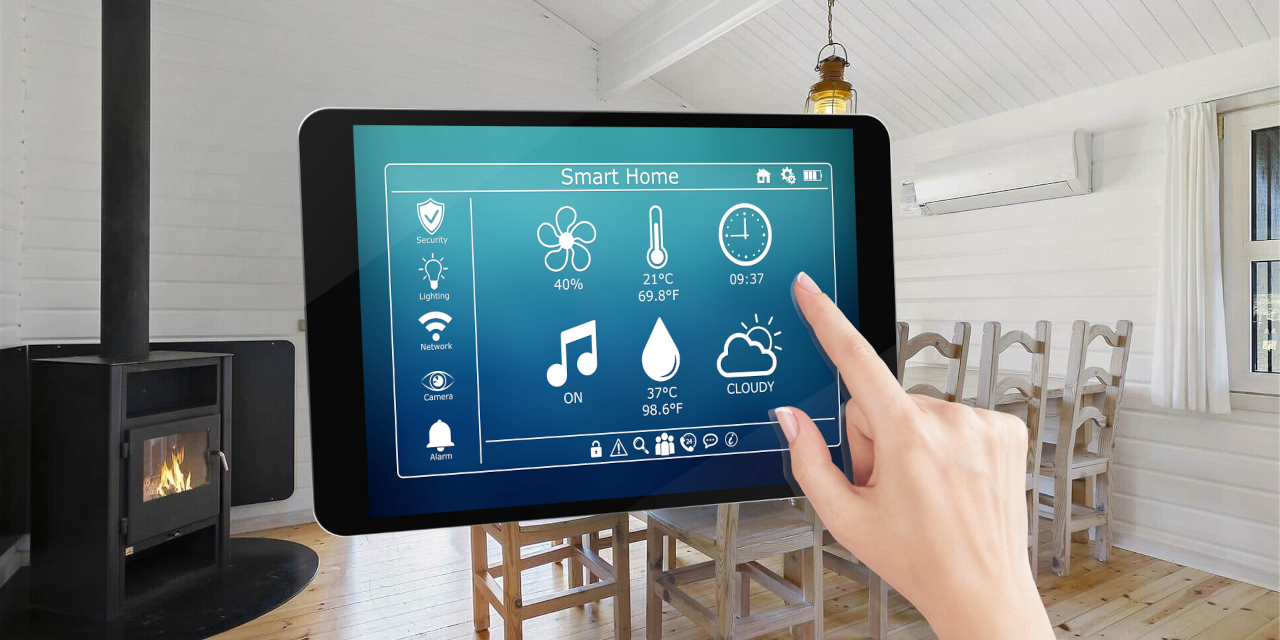 Smart Home
Security
Lighting
Network
Camera
Alarm
40%
21°C
69.8°F
09:37
ON
37°C
98.6°F
CLOUDY
24